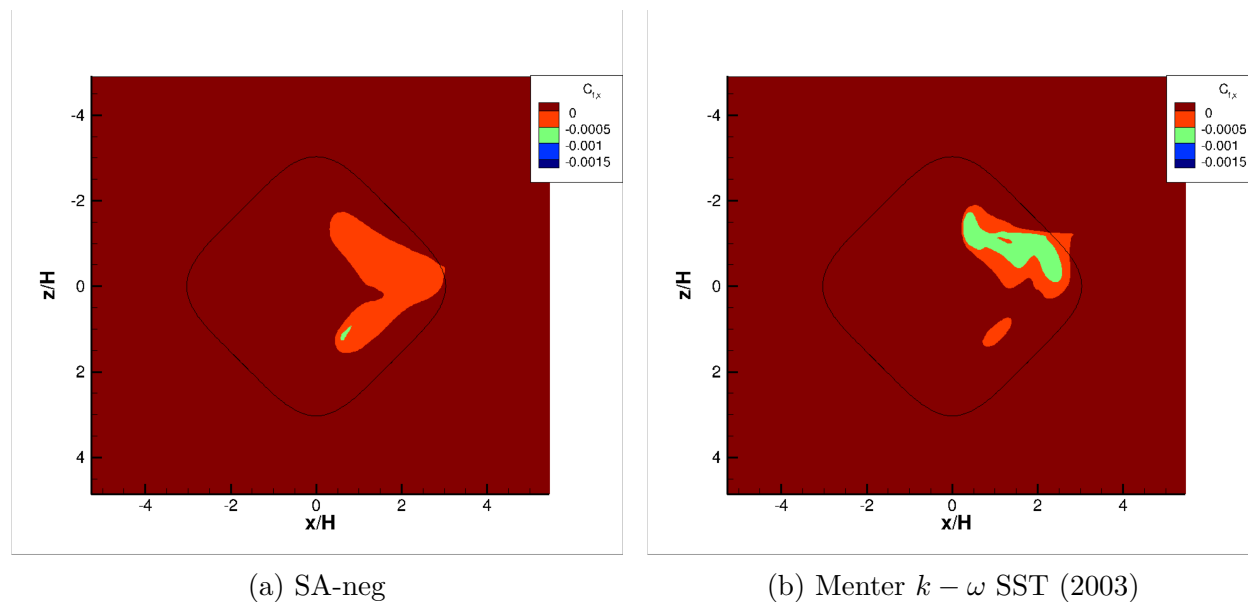 C_{f,x}
0
-0.0005
-0.001
-0.0015
-4
-2
0
2
4
z/H
-4 -2 0 2 4
x/H
(a) SA-neg
C_{f,x}
0
-0.0005
-0.001
-0.0015
-4
-2
0
2
4
z/H
-4 -2 0 2 4
x/H
(b) Menter k − ω SST (2003)